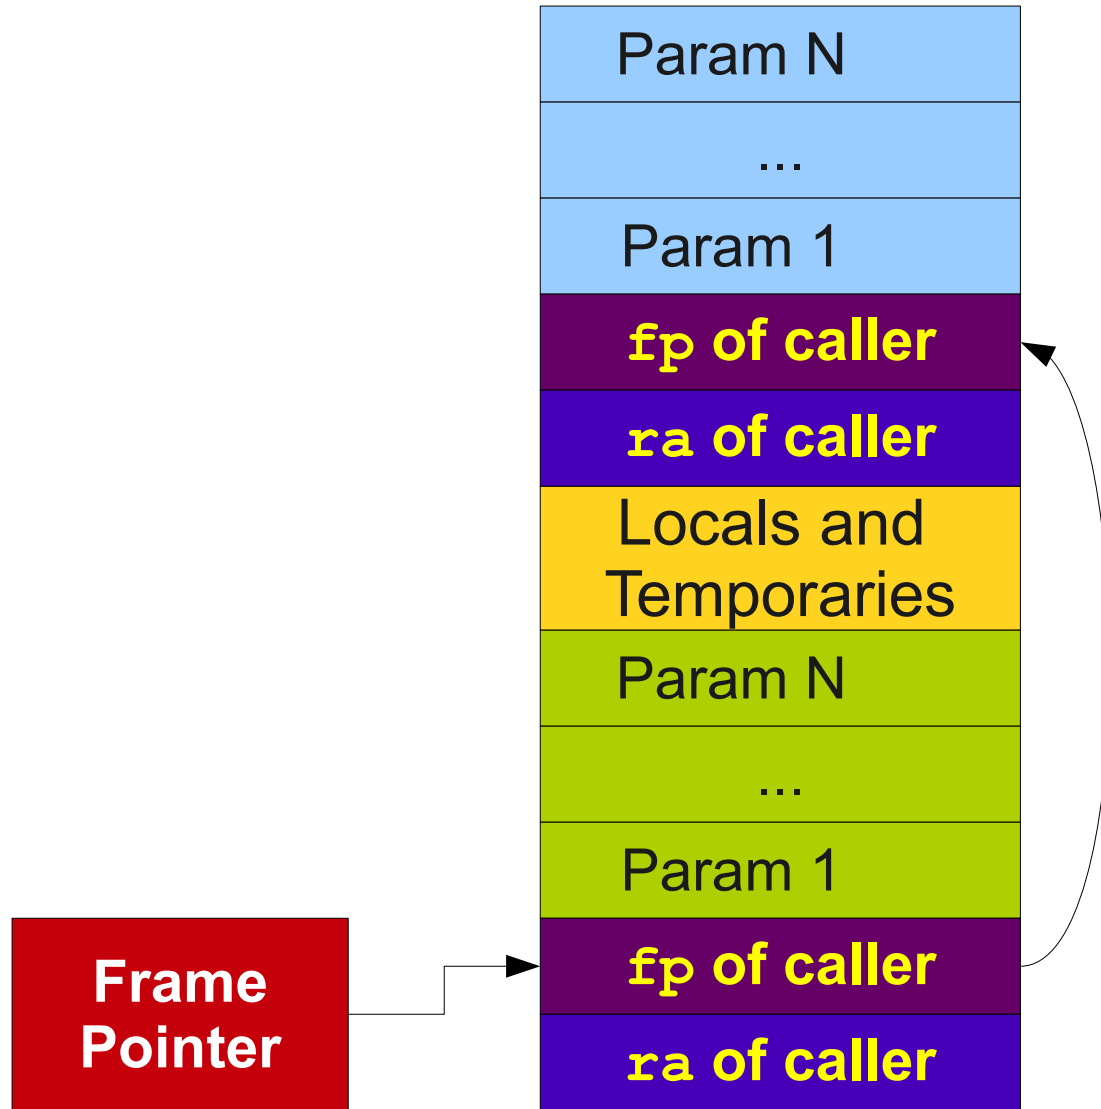 Param N
...
Param 1
fp of caller
ra of caller
Locals and
Temporaries
Param N
...
Param 1
fp of caller
ra of caller
Frame
Pointer